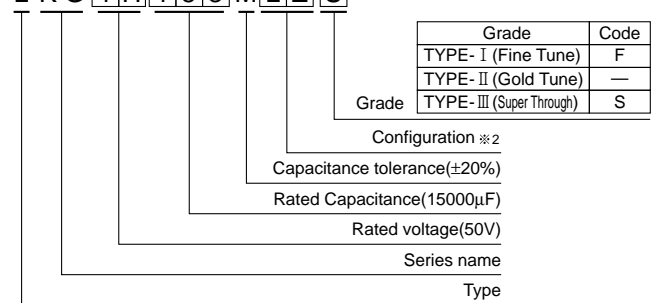 Grade Code
TYPE-Ⅰ(Fine Tune) F
TYPE-Ⅱ(Gold Tune) —
Grade TYPE-Ⅲ(Super Through) S
Configuration ※2
Capacitance tolerance(±20%)
Rated Capacitance(15000μF)
Rated voltage(50V)
Series name
Type